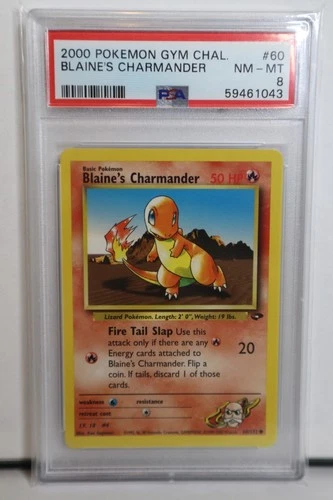 2000 POKEMON GYM CHAL. #60
BLAINE'S CHARMANDER NM - MT
8
PSA 59461043
Basic Pokémon
Blaine's Charmander 50 HP
Lizard Pokémon. Length: 2' 0", Weight: 19 lbs.
Fire Tail Slap Use this
attack only if there are any
Energy cards attached to
Blaine's Charmander. Flip a
coin. If tails, discard 1 of those
cards.
20
weakness resistance
retreat cost